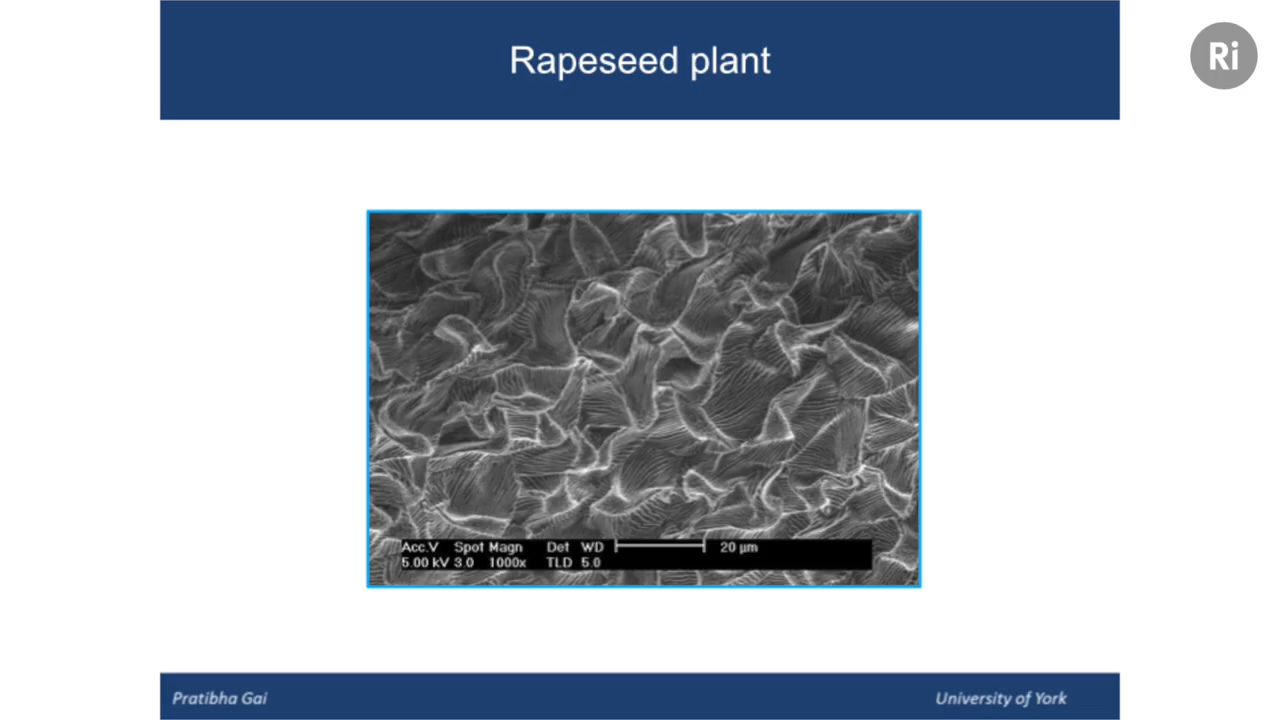 Rapeseed plant
Ri
Acc.V Spot Magn Det WD 20 µm
5.00 kV 3.0 1000x TLD 5.0
Pratibha Gai
University of York